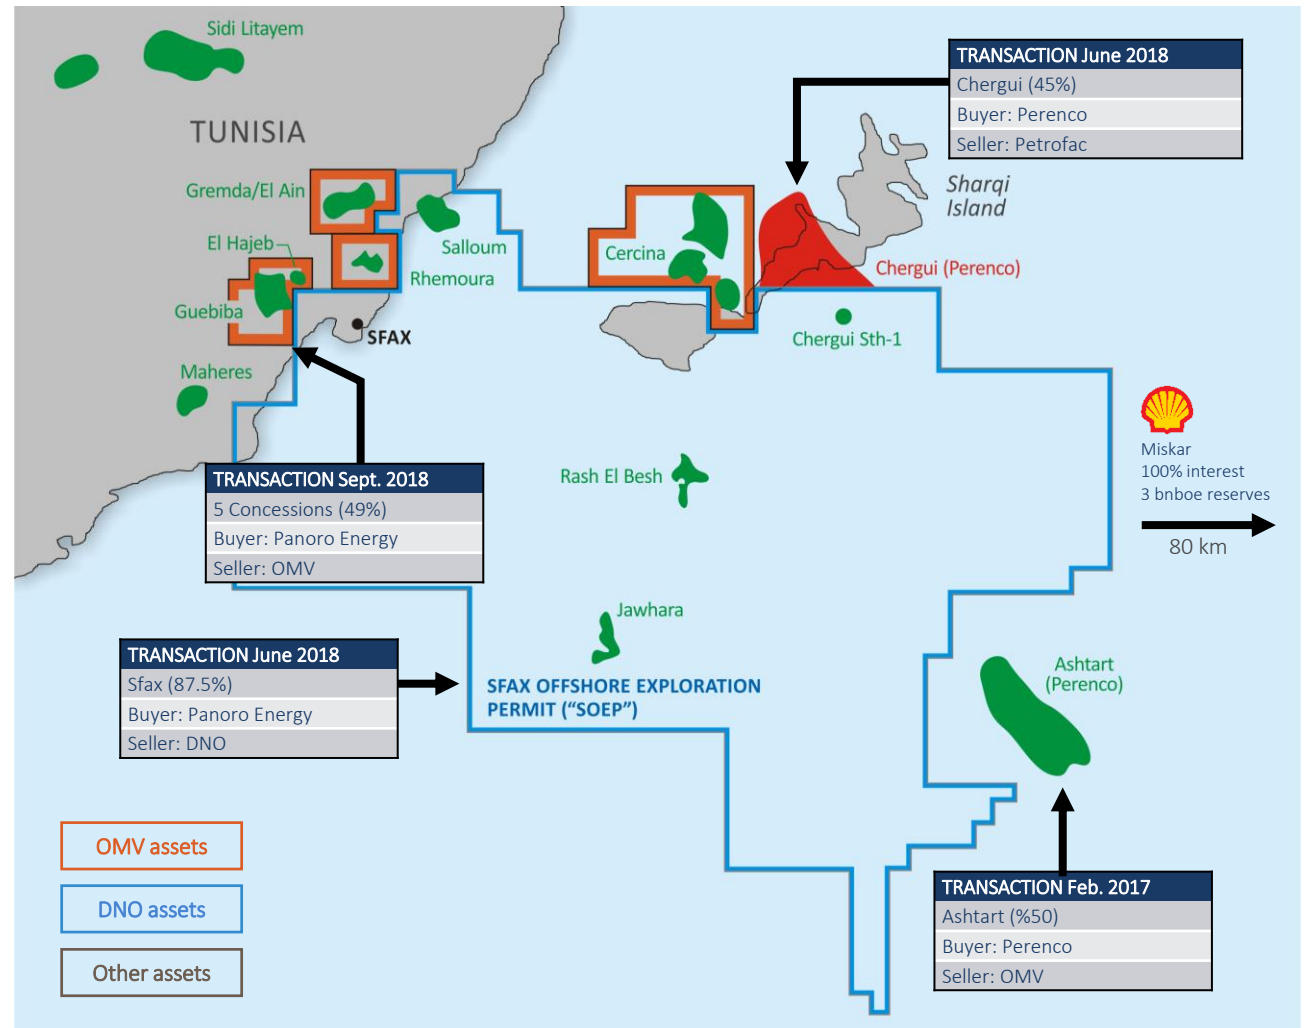 Sidi Litayem
TUNISIA
Gremda/El Ain
El Hajeb
Guebiba
Salloum
Rhemoura
SFAX
Maheres
Cercina
TRANSACTION June 2018
Chergui (45%)
Buyer: Perenco
Seller: Petrofac
Sharqi
Island
Chergui (Perenco)
Chergui Sth-1
Miskar
100% interest
3 bnboe reserves
80 km
Rash El Besh
TRANSACTION Sept. 2018
5 Concessions (49%)
Buyer: Panoro Energy
Seller: OMV
Jawhara
TRANSACTION June 2018
Sfax (87.5%)
Buyer: Panoro Energy
Seller: DNO
SFAX OFFSHORE EXPLORATION
PERMIT (“SOEP”)
Ashtart
(Perenco)
TRANSACTION Feb. 2017
Ashtart (%50)
Buyer: Perenco
Seller: OMV
OMV assets
DNO assets
Other assets